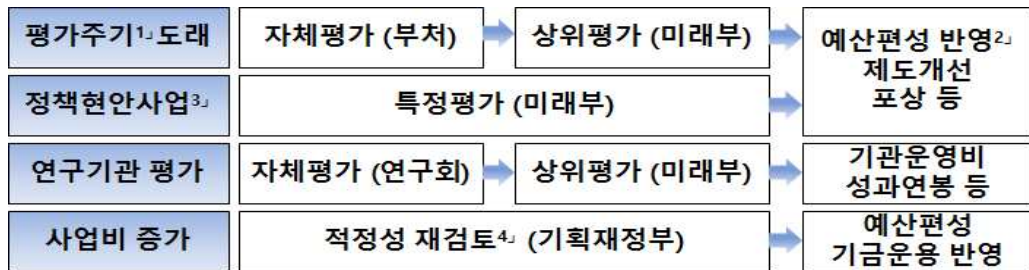 평가주기¹」도래
자체평가 (부처)
상위평가 (미래부)
예산편성 반영²」
제도개선
포상 등
정책현안사업³」
특정평가 (미래부)
연구기관 평가
자체평가 (연구회)
상위평가 (미래부)
기관운영비
성과연봉 등
사업비 증가
적정성 재검토⁴」 (기획재정부)
예산편성
기금운용 반영